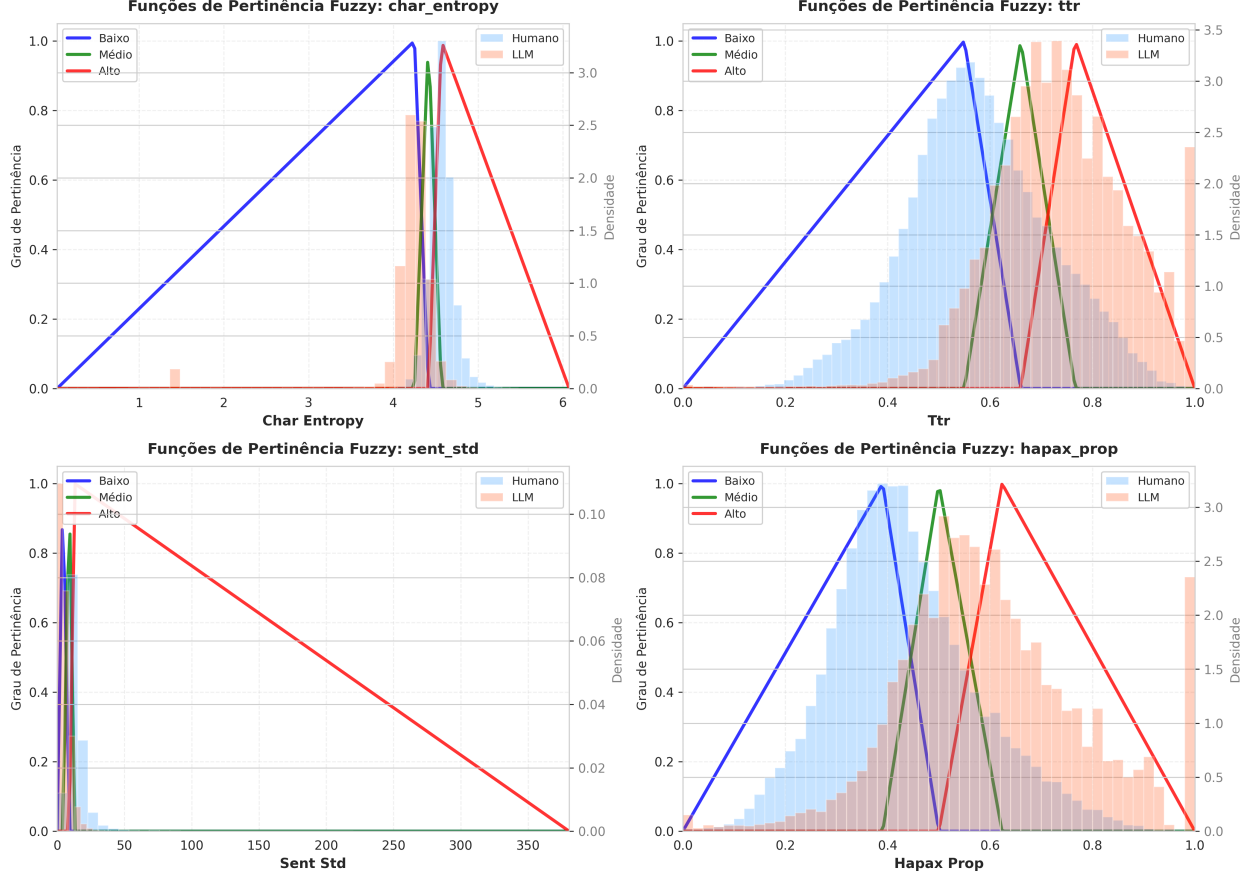 Funções de Pertinência Fuzzy: char_entropy
Baixo
Médio
Alto
Humano
LLM
Grau de Pertinência
0.0 0.2 0.4 0.6 0.8 1.0
Densidade
0.0 0.5 1.0 1.5 2.0 2.5 3.0
1 2 3 4 5 6
Char Entropy
Funções de Pertinência Fuzzy: ttr
Baixo
Médio
Alto
Humano
LLM
Grau de Pertinência
0.0 0.2 0.4 0.6 0.8 1.0
Densidade
0.0 0.5 1.0 1.5 2.0 2.5 3.0 3.5
0.0 0.2 0.4 0.6 0.8 1.0
Ttr
Funções de Pertinência Fuzzy: sent_std
Baixo
Médio
Alto
Humano
LLM
Grau de Pertinência
0.0 0.2 0.4 0.6 0.8 1.0
Densidade
0.00 0.02 0.04 0.06 0.08 0.10
0 50 100 150 200 250 300 350
Sent Std
Funções de Pertinência Fuzzy: hapax_prop
Baixo
Médio
Alto
Humano
LLM
Grau de Pertinência
0.0 0.2 0.4 0.6 0.8 1.0
Densidade
0.0 0.5 1.0 1.5 2.0 2.5 3.0
0.0 0.2 0.4 0.6 0.8 1.0
Hapax Prop